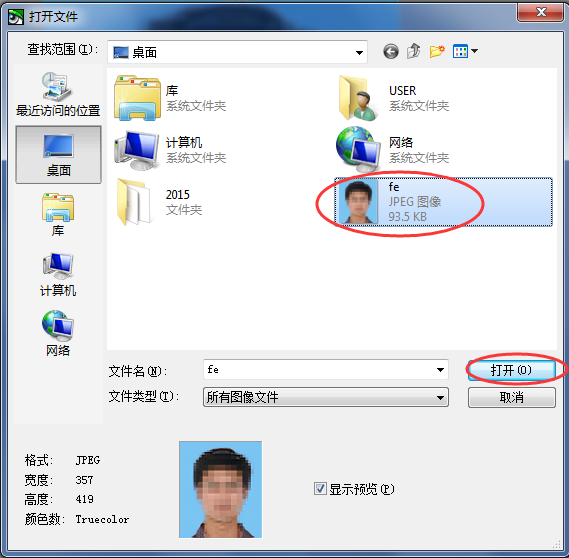 打开文件
查找范围(I):
桌面
最近访问的位置
桌面
库
计算机
网络
库
系统文件夹
USER
系统文件夹
计算机
系统文件夹
网络
系统文件夹
2015
文件夹
fe
JPEG 图像
93.5 KB
文件名(N):
fe
打开(O)
文件类型(T):
所有图像文件
取消
格式: JPEG
宽度: 357
高度: 419
颜色数: Truecolor
显示预览(P)